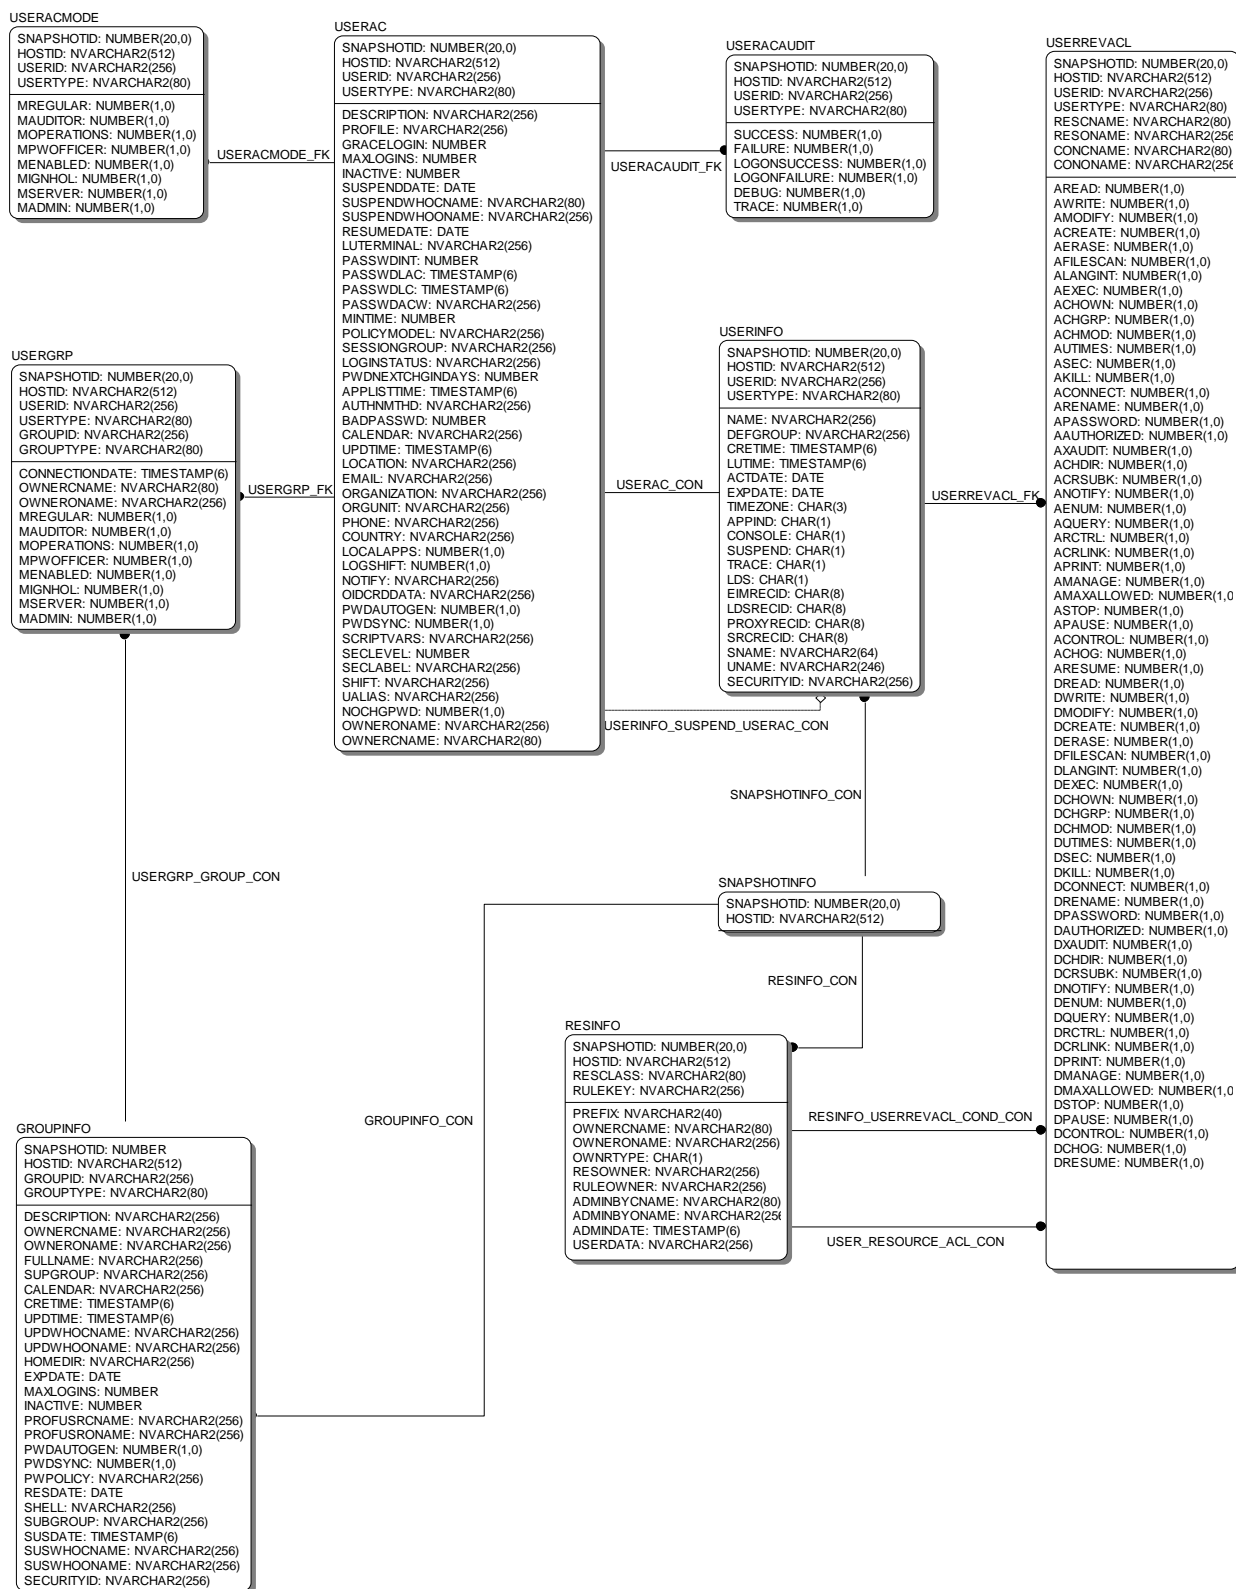 USERACMODE
SNAPSHOTID: NUMBER(20,0)
HOSTID: NVARCHAR2(512)
USERID: NVARCHAR2(256)
USERTYPE: NVARCHAR2(80)
MREGULAR: NUMBER(1,0)
MAUDITOR: NUMBER(1,0)
MOPERATIONS: NUMBER(1,0)
MPWOFFICER: NUMBER(1,0)
MENABLED: NUMBER(1,0)
MIGNHOL: NUMBER(1,0)
MSERVER: NUMBER(1,0)
MADMIN: NUMBER(1,0)
USERACMODE_FK
USERAC
SNAPSHOTID: NUMBER(20,0)
HOSTID: NVARCHAR2(512)
USERID: NVARCHAR2(256)
USERTYPE: NVARCHAR2(80)
DESCRIPTION: NVARCHAR2(256)
PROFILE: NVARCHAR2(256)
GRACELOGIN: NUMBER
MAXLOGINS: NUMBER
INACTIVE: NUMBER
SUSPENDDATE: DATE
SUSPENDWHOCNAME: NVARCHAR2(80)
SUSPENDWHOONAME: NVARCHAR2(256)
RESUMEDATE: DATE
LUTERMINAL: NVARCHAR2(256)
PASSWDINT: NUMBER
PASSWDLAC: TIMESTAMP(6)
PASSWDLC: TIMESTAMP(6)
PASSWDACW: NVARCHAR2(256)
MINTIME: NUMBER
POLICYMODEL: NVARCHAR2(256)
SESSIONGROUP: NVARCHAR2(256)
LOGINSTATUS: NVARCHAR2(256)
PWDNEXTCHGINDAYS: NUMBER
APPLISTTIME: TIMESTAMP(6)
AUTHNMTHD: NVARCHAR2(256)
BADPASSWD: NUMBER
CALENDAR: NVARCHAR2(256)
UPDTIME: TIMESTAMP(6)
LOCATION: NVARCHAR2(256)
EMAIL: NVARCHAR2(256)
ORGANIZATION: NVARCHAR2(256)
ORGUNIT: NVARCHAR2(256)
PHONE: NVARCHAR2(256)
COUNTRY: NVARCHAR2(256)
LOCALAPPS: NUMBER(1,0)
LOGSHIFT: NUMBER(1,0)
NOTIFY: NVARCHAR2(256)
OIDCRDDATA: NVARCHAR2(256)
PWDAUTOGEN: NUMBER(1,0)
PWDSYNC: NUMBER(1,0)
SCRIPTVARS: NVARCHAR2(256)
SECLEVEL: NUMBER
SECLABEL: NVARCHAR2(256)
SHIFT: NVARCHAR2(256)
UALIAS: NVARCHAR2(256)
NOCHGPWD: NUMBER(1,0)
OWNERONAME: NVARCHAR2(256)
OWNERCNAME: NVARCHAR2(80)
USERACAUDIT_FK
USERACAUDIT
SNAPSHOTID: NUMBER(20,0)
HOSTID: NVARCHAR2(512)
USERID: NVARCHAR2(256)
USERTYPE: NVARCHAR2(80)
SUCCESS: NUMBER(1,0)
FAILURE: NUMBER(1,0)
LOGONSUCCESS: NUMBER(1,0)
LOGONFAILURE: NUMBER(1,0)
DEBUG: NUMBER(1,0)
TRACE: NUMBER(1,0)
USERREVACL
SNAPSHOTID: NUMBER(20,0)
HOSTID: NVARCHAR2(512)
USERID: NVARCHAR2(256)
USERTYPE: NVARCHAR2(80)
RESCNAME: NVARCHAR2(80)
RESONAME: NVARCHAR2(256
CONCNAME: NVARCHAR2(80)
CONONAME: NVARCHAR2(256
AREAD: NUMBER(1,0)
AWRITE: NUMBER(1,0)
AMODIFY: NUMBER(1,0)
ACREATE: NUMBER(1,0)
AERASE: NUMBER(1,0)
AFILESCAN: NUMBER(1,0)
ALANGINT: NUMBER(1,0)
AEXEC: NUMBER(1,0)
ACHOWN: NUMBER(1,0)
ACHGRP: NUMBER(1,0)
ACHMOD: NUMBER(1,0)
AUTIMES: NUMBER(1,0)
ASEC: NUMBER(1,0)
AKILL: NUMBER(1,0)
ACONNECT: NUMBER(1,0)
ARENAME: NUMBER(1,0)
APASSWORD: NUMBER(1,0)
AAUTHORIZED: NUMBER(1,0)
AXAUDIT: NUMBER(1,0)
ACHDIR: NUMBER(1,0)
ACRSUBK: NUMBER(1,0)
ANOTIFY: NUMBER(1,0)
AENUM: NUMBER(1,0)
AQUERY: NUMBER(1,0)
ARCTRL: NUMBER(1,0)
ACRLINK: NUMBER(1,0)
APRINT: NUMBER(1,0)
AMANAGE: NUMBER(1,0)
AMAXALLOWED: NUMBER(1,0
ASTOP: NUMBER(1,0)
APAUSE: NUMBER(1,0)
ACONTROL: NUMBER(1,0)
ACHOG: NUMBER(1,0)
ARESUME: NUMBER(1,0)
DREAD: NUMBER(1,0)
DWRITE: NUMBER(1,0)
DMODIFY: NUMBER(1,0)
DCREATE: NUMBER(1,0)
DERASE: NUMBER(1,0)
DFILESCAN: NUMBER(1,0)
DLANGINT: NUMBER(1,0)
DEXEC: NUMBER(1,0)
DCHOWN: NUMBER(1,0)
DCHGRP: NUMBER(1,0)
DCHMOD: NUMBER(1,0)
DUTIMES: NUMBER(1,0)
DSEC: NUMBER(1,0)
DKILL: NUMBER(1,0)
DCONNECT: NUMBER(1,0)
DRENAME: NUMBER(1,0)
DPASSWORD: NUMBER(1,0)
DAUTHORIZED: NUMBER(1,0)
DXAUDIT: NUMBER(1,0)
DCHDIR: NUMBER(1,0)
DCRSUBK: NUMBER(1,0)
DNOTIFY: NUMBER(1,0)
DENUM: NUMBER(1,0)
DQUERY: NUMBER(1,0)
DRCTRL: NUMBER(1,0)
DCRLINK: NUMBER(1,0)
DPRINT: NUMBER(1,0)
DMANAGE: NUMBER(1,0)
DMAXALLOWED: NUMBER(1,0
DSTOP: NUMBER(1,0)
DPAUSE: NUMBER(1,0)
DCONTROL: NUMBER(1,0)
DCHOG: NUMBER(1,0)
DRESUME: NUMBER(1,0)
USERGRP
SNAPSHOTID: NUMBER(20,0)
HOSTID: NVARCHAR2(512)
USERID: NVARCHAR2(256)
USERTYPE: NVARCHAR2(80)
GROUPID: NVARCHAR2(256)
GROUPTYPE: NVARCHAR2(80)
CONNECTIONDATE: TIMESTAMP(6)
OWNERCNAME: NVARCHAR2(80)
OWNERONAME: NVARCHAR2(256)
MREGULAR: NUMBER(1,0)
MAUDITOR: NUMBER(1,0)
MOPERATIONS: NUMBER(1,0)
MPWOFFICER: NUMBER(1,0)
MENABLED: NUMBER(1,0)
MIGNHOL: NUMBER(1,0)
MSERVER: NUMBER(1,0)
MADMIN: NUMBER(1,0)
USERGRP_FK
USERAC_CON
USERINFO
SNAPSHOTID: NUMBER(20,0)
HOSTID: NVARCHAR2(512)
USERID: NVARCHAR2(256)
USERTYPE: NVARCHAR2(80)
NAME: NVARCHAR2(256)
DEFGROUP: NVARCHAR2(256)
CRETIME: TIMESTAMP(6)
LUTIME: TIMESTAMP(6)
ACTDATE: DATE
EXPDATE: DATE
TIMEZONE: CHAR(3)
APPIND: CHAR(1)
CONSOLE: CHAR(1)
SUSPEND: CHAR(1)
TRACE: CHAR(1)
LDS: CHAR(1)
EIMRECID: CHAR(8)
LDSRECID: CHAR(8)
PROXYRECID: CHAR(8)
SRCRECID: CHAR(8)
SNAME: NVARCHAR2(64)
UNAME: NVARCHAR2(246)
SECURITYID: NVARCHAR2(256)
USERREVACL_FK
USERINFO_SUSPEND_USERAC_CON
SNAPSHOTINFO_CON
USERGRP_GROUP_CON
SNAPSHOTINFO
SNAPSHOTID: NUMBER(20,0)
HOSTID: NVARCHAR2(512)
RESINFO_CON
RESINFO
SNAPSHOTID: NUMBER(20,0)
HOSTID: NVARCHAR2(512)
RESCLASS: NVARCHAR2(80)
RULEKEY: NVARCHAR2(256)
PREFIX: NVARCHAR2(40)
OWNERCNAME: NVARCHAR2(80)
OWNERONAME: NVARCHAR2(256)
OWNRTYPE: CHAR(1)
RESOWNER: NVARCHAR2(256)
RULEOWNER: NVARCHAR2(256)
ADMINBYCNAME: NVARCHAR2(80)
ADMINBYONAME: NVARCHAR2(256
ADMINDATE: TIMESTAMP(6)
USERDATA: NVARCHAR2(256)
RESINFO_USERREVACL_COND_CON
USER_RESOURCE_ACL_CON
GROUPINFO_CON
GROUPINFO
SNAPSHOTID: NUMBER
HOSTID: NVARCHAR2(512)
GROUPID: NVARCHAR2(256)
GROUPTYPE: NVARCHAR2(80)
DESCRIPTION: NVARCHAR2(256)
OWNERCNAME: NVARCHAR2(256)
OWNERONAME: NVARCHAR2(256)
FULLNAME: NVARCHAR2(256)
SUPGROUP: NVARCHAR2(256)
CALENDAR: NVARCHAR2(256)
CRETIME: TIMESTAMP(6)
UPDTIME: TIMESTAMP(6)
UPDWHOCNAME: NVARCHAR2(256)
UPDWHOONAME: NVARCHAR2(256)
HOMEDIR: NVARCHAR2(256)
EXPDATE: DATE
MAXLOGINS: NUMBER
INACTIVE: NUMBER
PROFUSRCNAME: NVARCHAR2(256)
PROFUSRONAME: NVARCHAR2(256)
PWDAUTOGEN: NUMBER(1,0)
PWDSYNC: NUMBER(1,0)
PWPOLICY: NVARCHAR2(256)
RESDATE: DATE
SHELL: NVARCHAR2(256)
SUBGROUP: NVARCHAR2(256)
SUSDATE: TIMESTAMP(6)
SUSWHOCNAME: NVARCHAR2(256)
SUSWHOONAME: NVARCHAR2(256)
SECURITYID: NVARCHAR2(256)